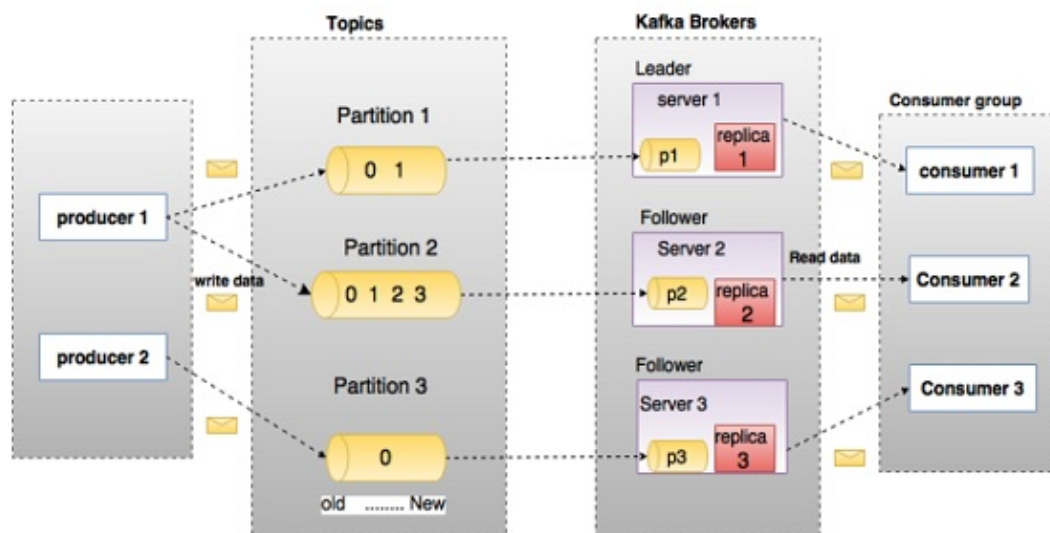 Topics
Kafka Brokers
Consumer group
producer 1
producer 2
write data
Partition 1
0 1
Partition 2
0 1 2 3
Partition 3
0
old ........ New
Leader
server 1
p1
replica
1
Follower
Server 2
p2
replica
2
Follower
Server 3
p3
replica
3
Read data
consumer 1
Consumer 2
Consumer 3